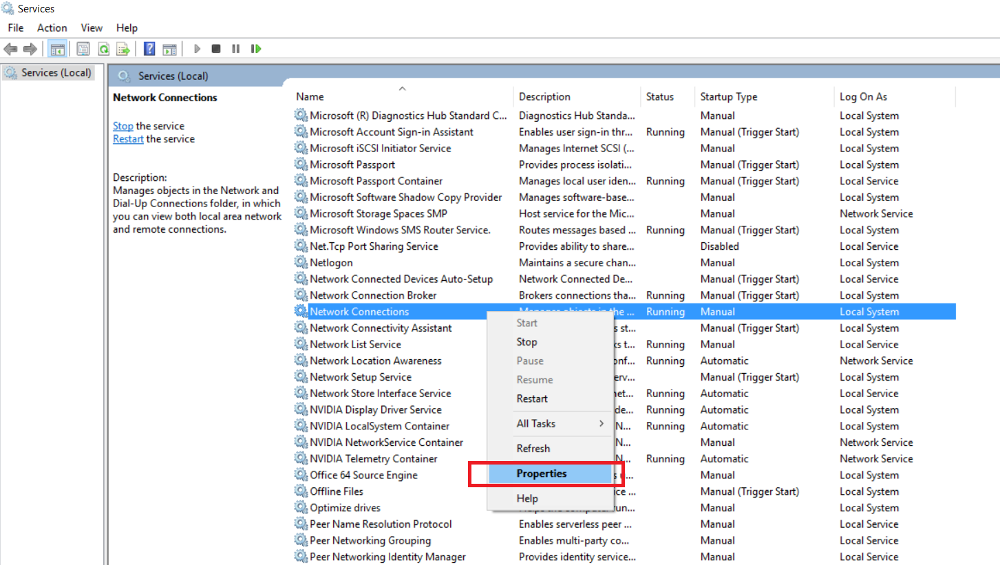 Services
File Action View Help
Services (Local)
Services (Local)
Network Connections
Stop the service
Restart the service
Description:
Manages objects in the Network and
Dial-Up Connections folder, in which
you can view both local area network
and remote connections.
Name Description Status Startup Type Log On As
Microsoft (R) Diagnostics Hub Standard C... Diagnostics Hub Standa... Manual Local System
Microsoft Account Sign-in Assistant Enables user sign-in thr... Running Manual (Trigger Start) Local System
Microsoft iSCSI Initiator Service Manages Internet SCSI (... Manual Local System
Microsoft Passport Provides process isolati... Manual (Trigger Start) Local System
Microsoft Passport Container Manages local user iden... Running Manual (Trigger Start) Local Service
Microsoft Software Shadow Copy Provider Manages software-base... Manual Local System
Microsoft Storage Spaces SMP Host service for the Mic... Manual Network Service
Microsoft Windows SMS Router Service. Routes messages based ... Running Manual (Trigger Start) Local System
Net.Tcp Port Sharing Service Provides ability to share... Disabled Local Service
Netlogon Maintains a secure chan... Manual Local System
Network Connected Devices Auto-Setup Network Connected De... Manual (Trigger Start) Local Service
Network Connection Broker Brokers connections tha... Running Manual (Trigger Start) Local System
Network Connections Manages objects in the ... Running Manual Local System
Network Connectivity Assistant s st... Manual (Trigger Start) Local System
Network List Service ks t... Running Manual Local Service
Network Location Awareness onf... Running Automatic Network Service
Network Setup Service erv... Manual (Trigger Start) Local System
Network Store Interface Service net... Running Automatic Local Service
NVIDIA Display Driver Service de... Running Automatic Local System
NVIDIA LocalSystem Container N... Running Automatic Local System
NVIDIA NetworkService Container N... Manual Network Service
NVIDIA Telemetry Container N... Running Automatic Network Service
Office 64 Source Engine s u... Manual Local System
Offline Files ice ... Manual (Trigger Start) Local System
Optimize drives Helps the computer run... Manual Local System
Peer Name Resolution Protocol Enables serverless peer ... Manual Local Service
Peer Networking Grouping Enables multi-party co... Manual Local Service
Peer Networking Identity Manager Provides identity service... Manual Local Service
Start
Stop
Pause
Resume
Restart
All Tasks
Refresh
Properties
Help